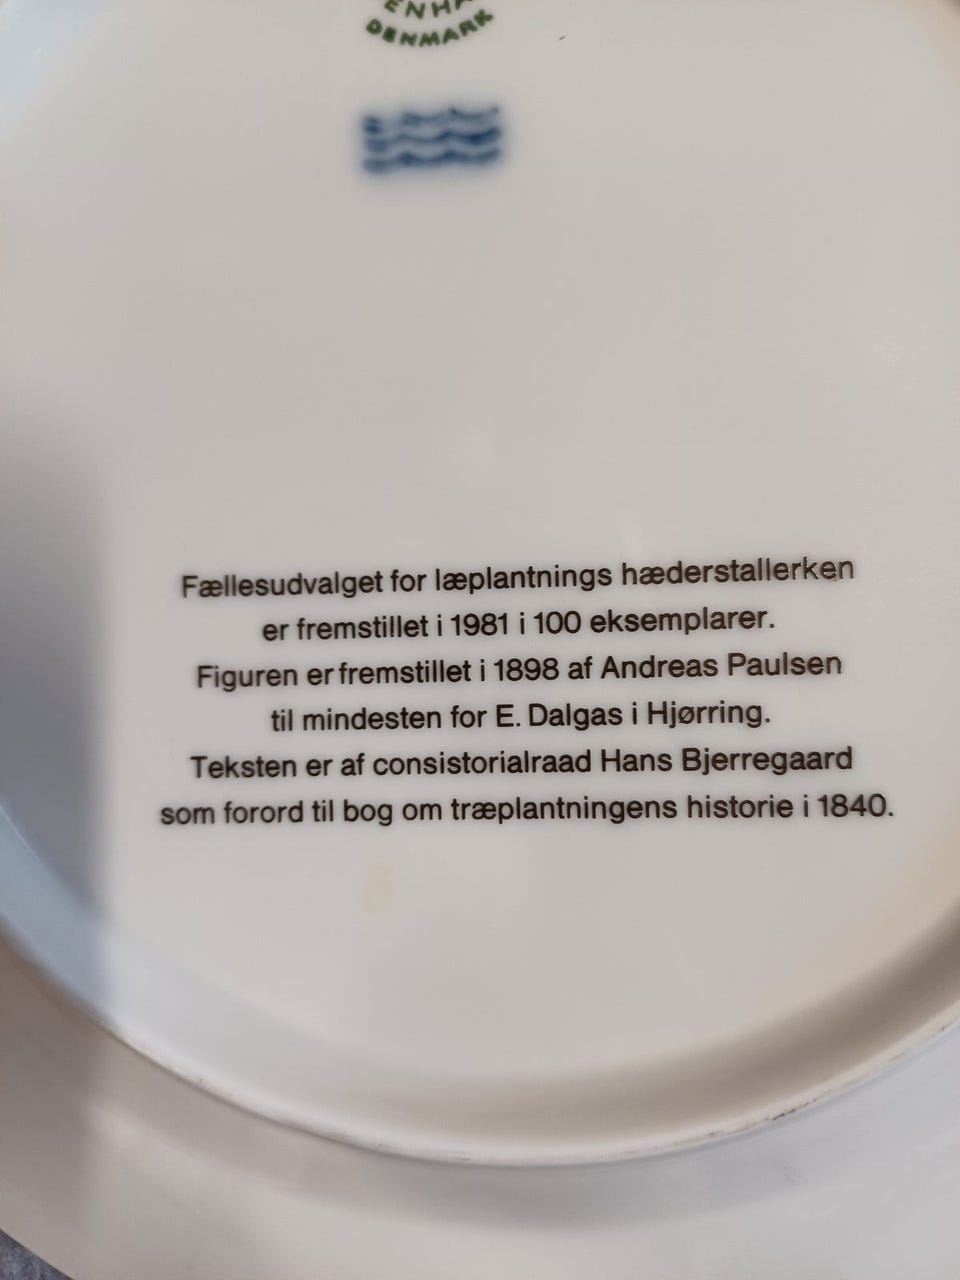 DENMARK
Fællesudvalget for læplantnings hæderstallerken
er fremstillet i 1981 i 100 eksemplarer.
Figuren er fremstillet i 1898 af Andreas Paulsen
til mindesten for E. Dalgas i Hjørring.
Teksten er af consistorialraad Hans Bjerregaard
som forord til bog om træplantningens historie i 1840.